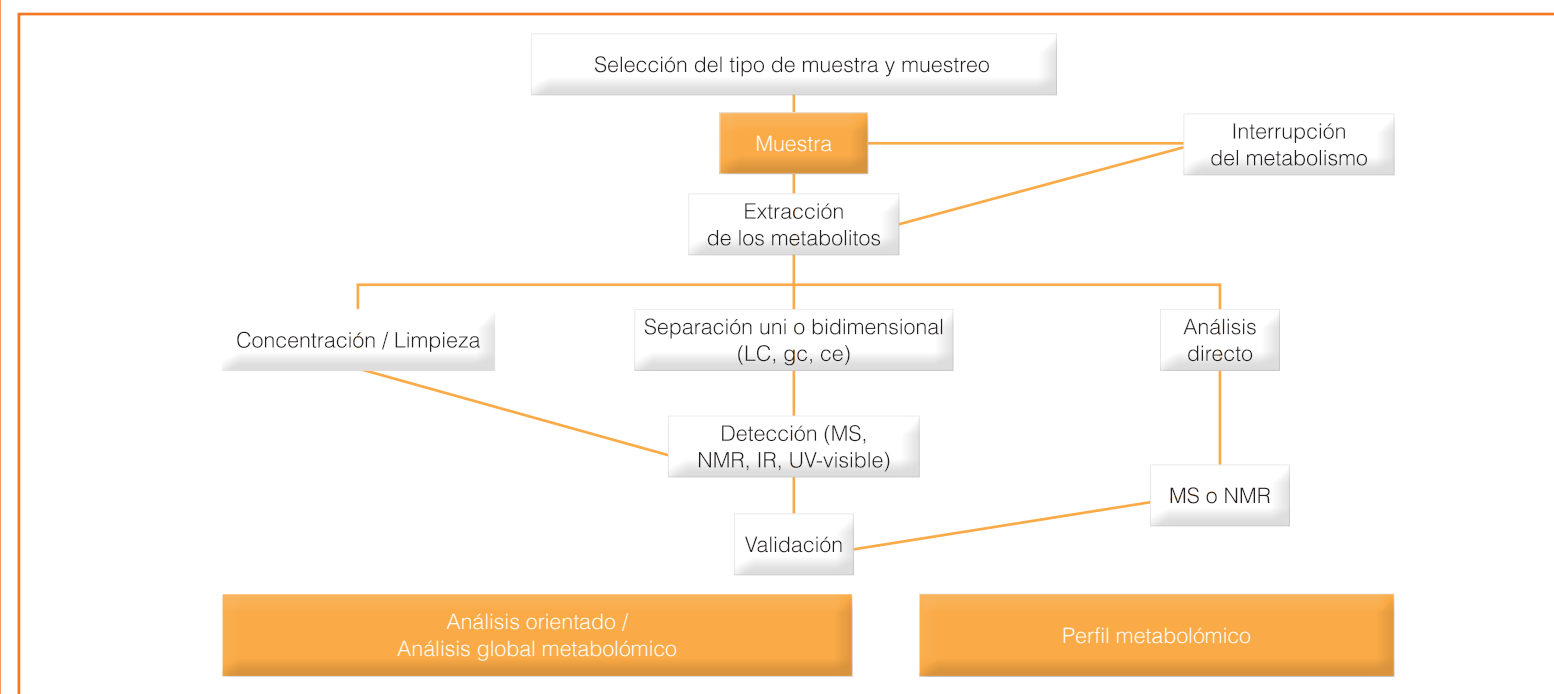 Selección del tipo de muestra y muestreo
Muestra
Interrupción
del metabolismo
Extracción
de los metabolitos
Concentración / Limpieza
Separación uni o bidimensional
(LC, gc, ce)
Análisis
directo
Detección (MS,
NMR, IR, UV-visible)
MS o NMR
Validación
Análisis orientado /
Análisis global metabolómico
Perfil metabolómico